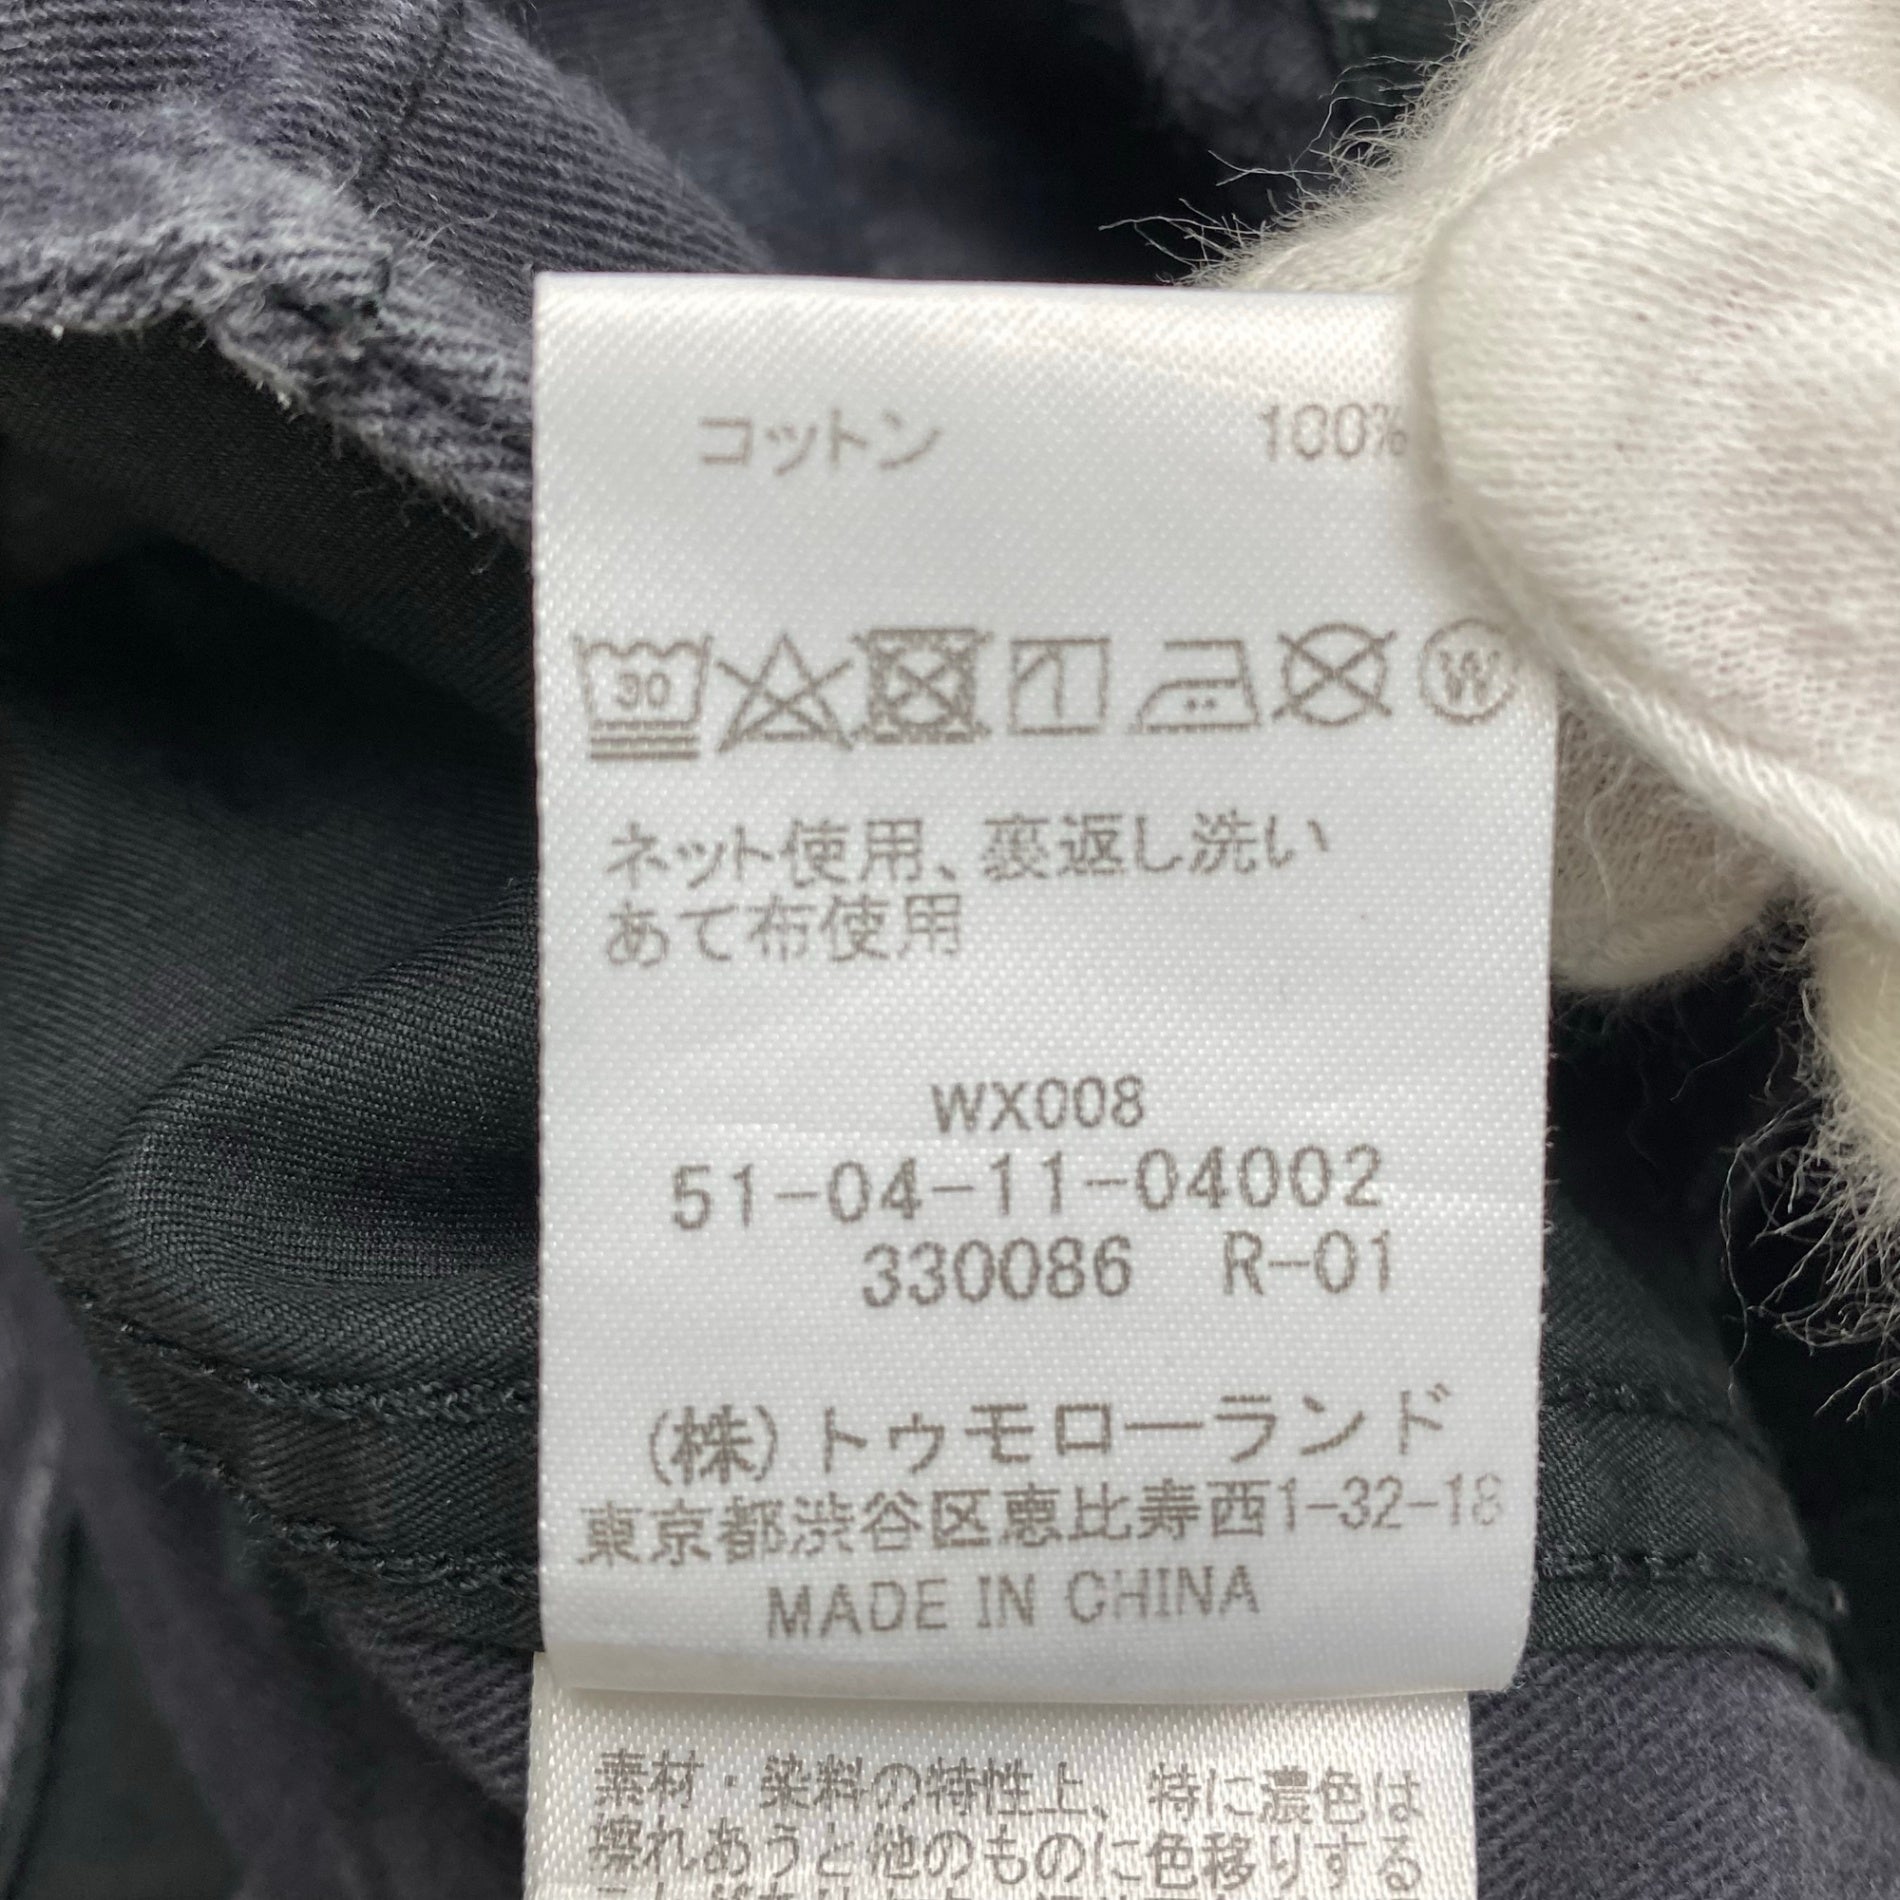 コットン 100%
30 W
ネット使用、裏返し洗い
あて布使用
WX008
51-04-11-04002
330086 R-01
(株)トゥモローランド
東京都渋谷区恵比寿西1-32-18
MADE IN CHINA
素材・染料の特性上、特に濃色は
擦れあうと他のものに色移りする